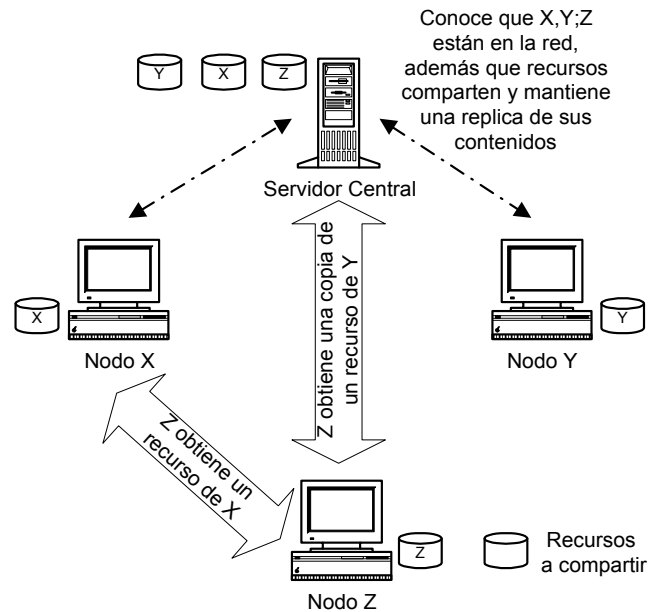 Conoce que X,Y;Z
están en la red,
además que recursos
comparten y mantiene
una replica de sus
contenidos
Y
X
Z
Servidor Central
X
Nodo X
Y
Nodo Y
Z obtiene una copia de
un recurso de Y
Z obtiene un
recurso de X
Z
Nodo Z
Recursos
a compartir